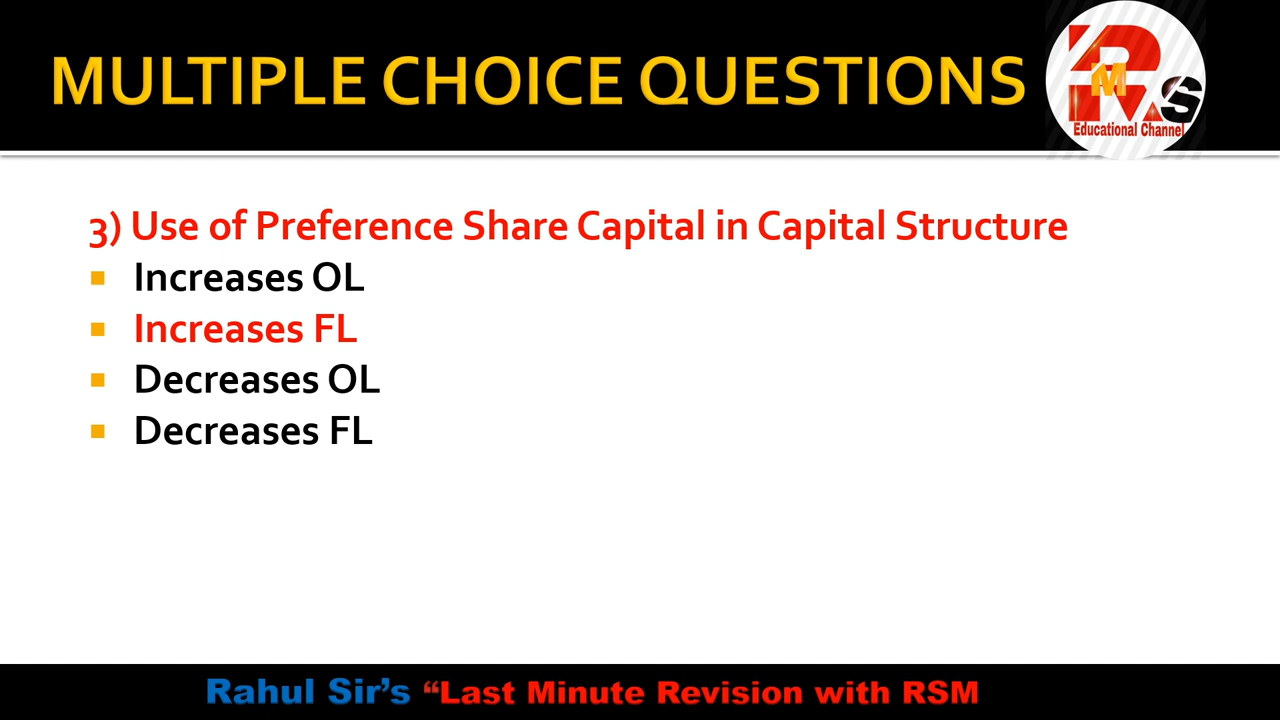 MULTIPLE CHOICE QUESTIONS
RMS
Educational Channel
3) Use of Preference Share Capital in Capital Structure
Increases OL
Increases FL
Decreases OL
Decreases FL
Rahul Sir’s “Last Minute Revision with RSM